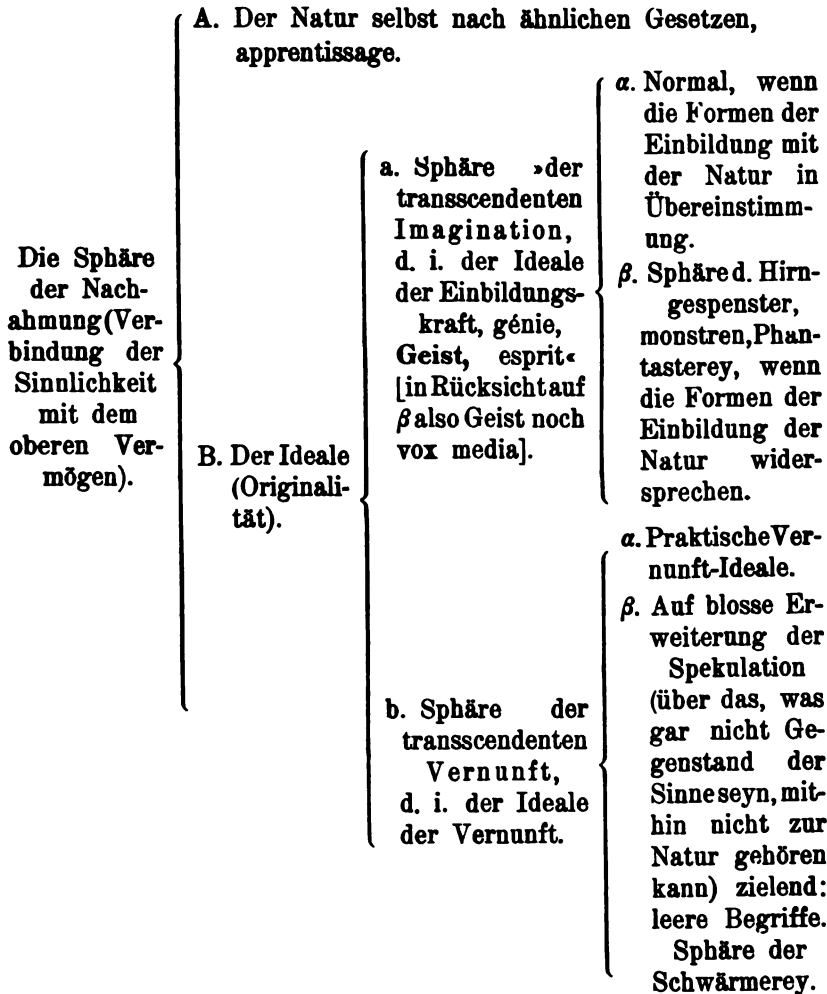 Die Sphäre
der Nach-
ahmung (Ver-
bindung der
Sinnlichkeit
mit dem
oberen Ver-
mögen).
A. Der Natur selbst nach ähnlichen Gesetzen,
apprentissage.
B. Der Ideale
(Originali-
tät).
a. Sphäre »der
transscendenten
Imagination,
d. i. der Ideale
der Einbildungs-
kraft, génie,
Geist, esprit«
[in Rücksicht auf
β also Geist noch
vox media].
α. Normal, wenn
die Formen der
Einbildung mit
der Natur in
Übereinstimm-
ung.
β. Sphäre d. Hirn-
gespenster,
monstren, Phan-
tasterey, wenn
die Formen der
Einbildung der
Natur wider-
sprechen.
b. Sphäre der
transscendenten
Vernunft,
d. i. der Ideale
der Vernunft.
α. Praktische Ver-
nunft-Ideale.
β. Auf blosse Er-
weiterung der
Spekulation
(über das, was
gar nicht Ge-
genstand der
Sinne seyn, mit-
hin nicht zur
Natur gehören
kann) zielend:
leere Begriffe.
Sphäre der
Schwärmerey.